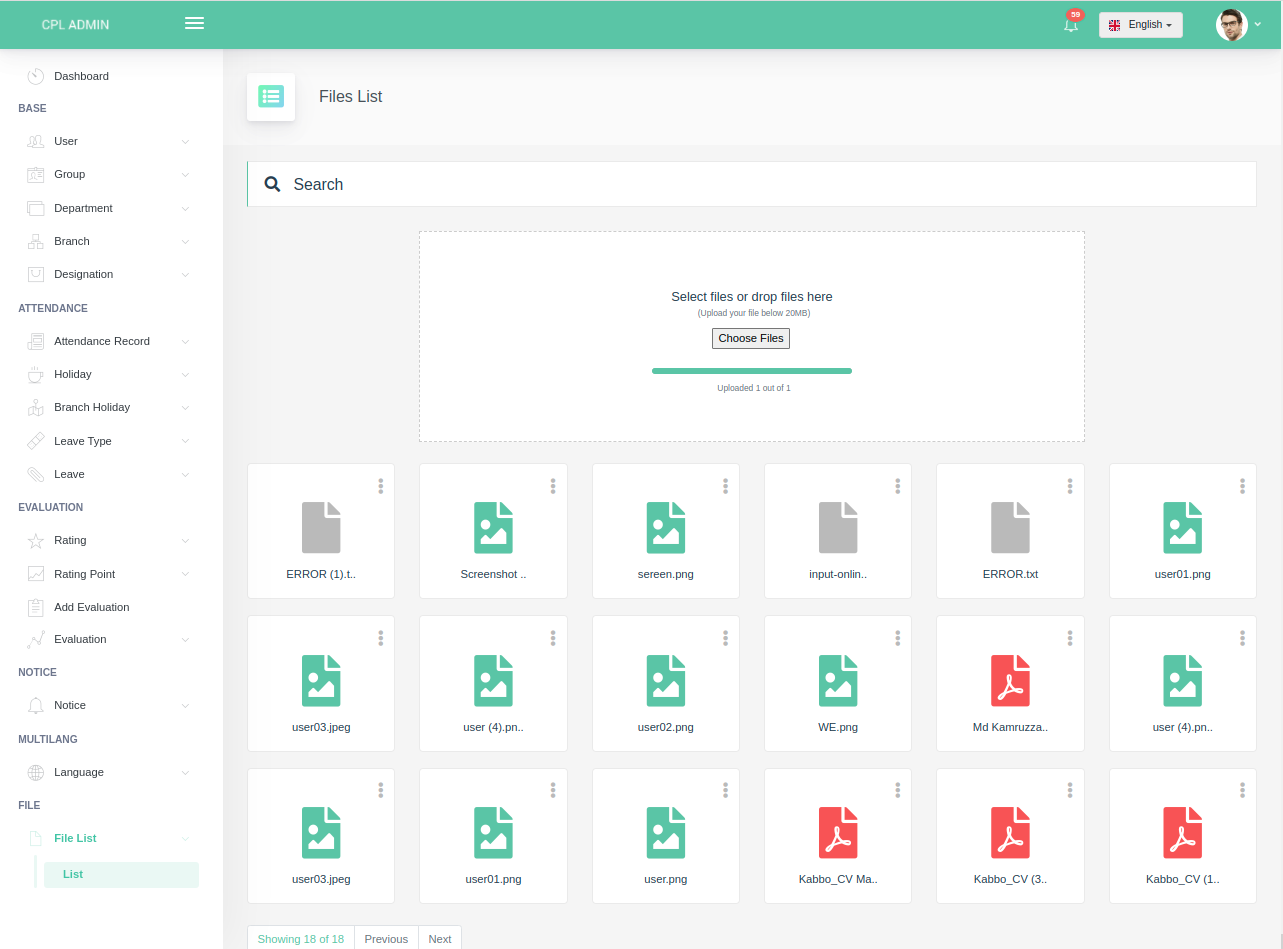 CPL ADMIN
59
English
Dashboard
BASE
User
Group
Department
Branch
Designation
ATTENDANCE
Attendance Record
Holiday
Branch Holiday
Leave Type
Leave
EVALUATION
Rating
Rating Point
Add Evaluation
Evaluation
NOTICE
Notice
MULTILANG
Language
FILE
File List
List
Files List
Search
Select files or drop files here
(Upload your file below 20MB)
Choose Files
Uploaded 1 out of 1
ERROR (1).t..
Screenshot ..
sereen.png
input-onlin..
ERROR.txt
user01.png
user03.jpeg
user (4).pn..
user02.png
WE.png
Md Kamruzza..
user (4).pn..
user03.jpeg
user01.png
user.png
Kabbo_CV Ma..
Kabbo_CV (3..
Kabbo_CV (1..
Showing 18 of 18
Previous
Next